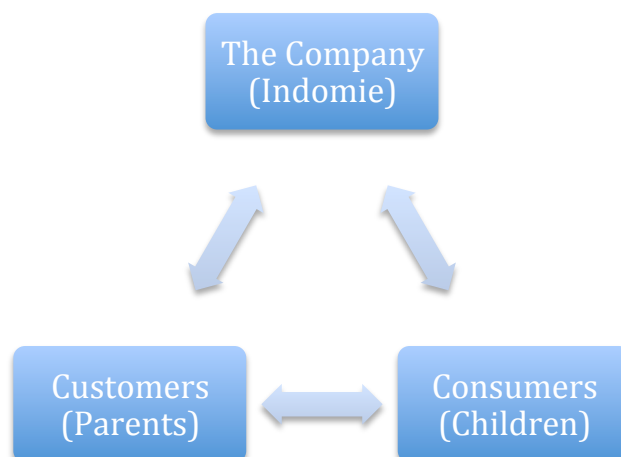 The Company
(Indomie)
Customers
(Parents)
Consumers
(Children)